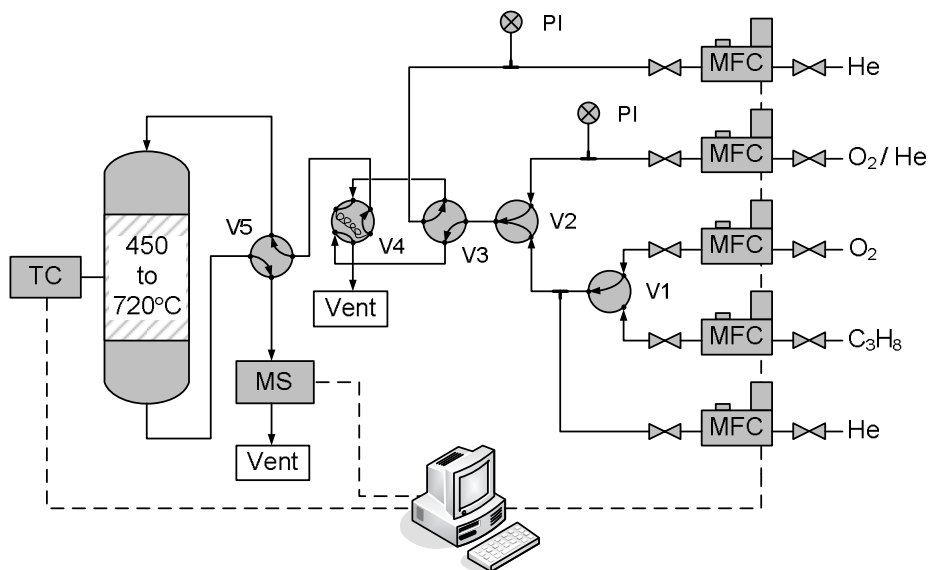 PI
MFC
He
PI
MFC
O₂ / He
V5
V4
V3
V2
MFC
O₂
450
to
720°C
TC
V1
Vent
MFC
C₃H₈
MS
MFC
He
Vent